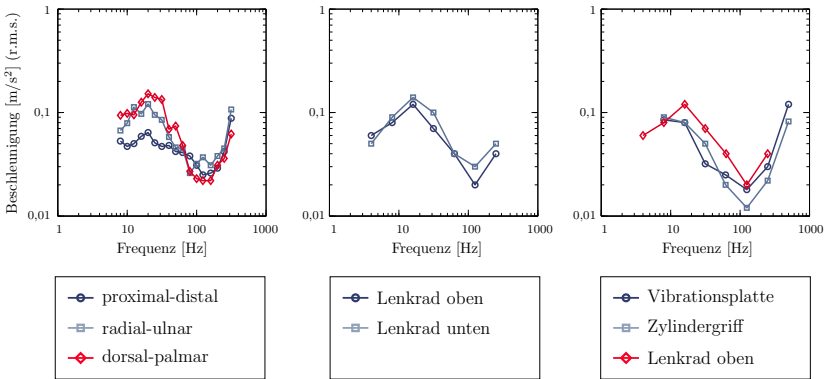 Beschleunigung [m/s²] (r.m.s.)
1
0,1
0,01
1 10 100 1000
Frequenz [Hz]
proximal-distal
radial-ulnar
dorsal-palmar
1
0,1
0,01
1 10 100 1000
Frequenz [Hz]
Lenkrad oben
Lenkrad unten
1
0,1
0,01
1 10 100 1000
Frequenz [Hz]
Vibrationsplatte
Zylindergriff
Lenkrad oben